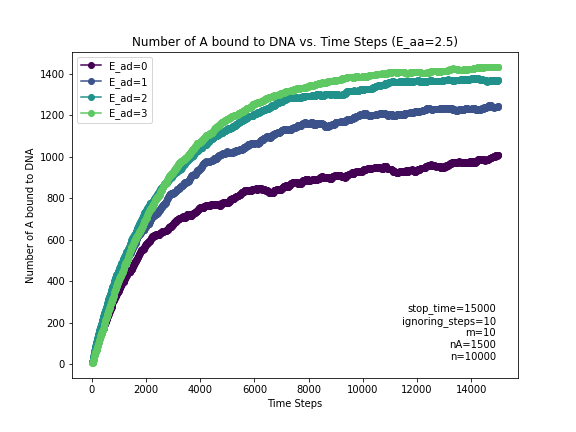 Number of A bound to DNA vs. Time Steps (E_aa=2.5)
E_ad=0
E_ad=1
E_ad=2
E_ad=3
Number of A bound to DNA
1400
1200
1000
800
600
400
200
0
stop_time=15000
ignoring_steps=10
m=10
nA=1500
n=10000
0 2000 4000 6000 8000 10000 12000 14000
Time Steps